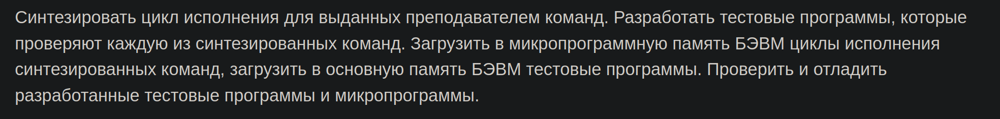 Синтезировать цикл исполнения для выданных преподавателем команд. Разработать тестовые программы, которые
проверяют каждую из синтезированных команд. Загрузить в микропрограммную память БЭВМ циклы исполнения
синтезированных команд, загрузить в основную память БЭВМ тестовые программы. Проверить и отладить
разработанные тестовые программы и микропрограммы.